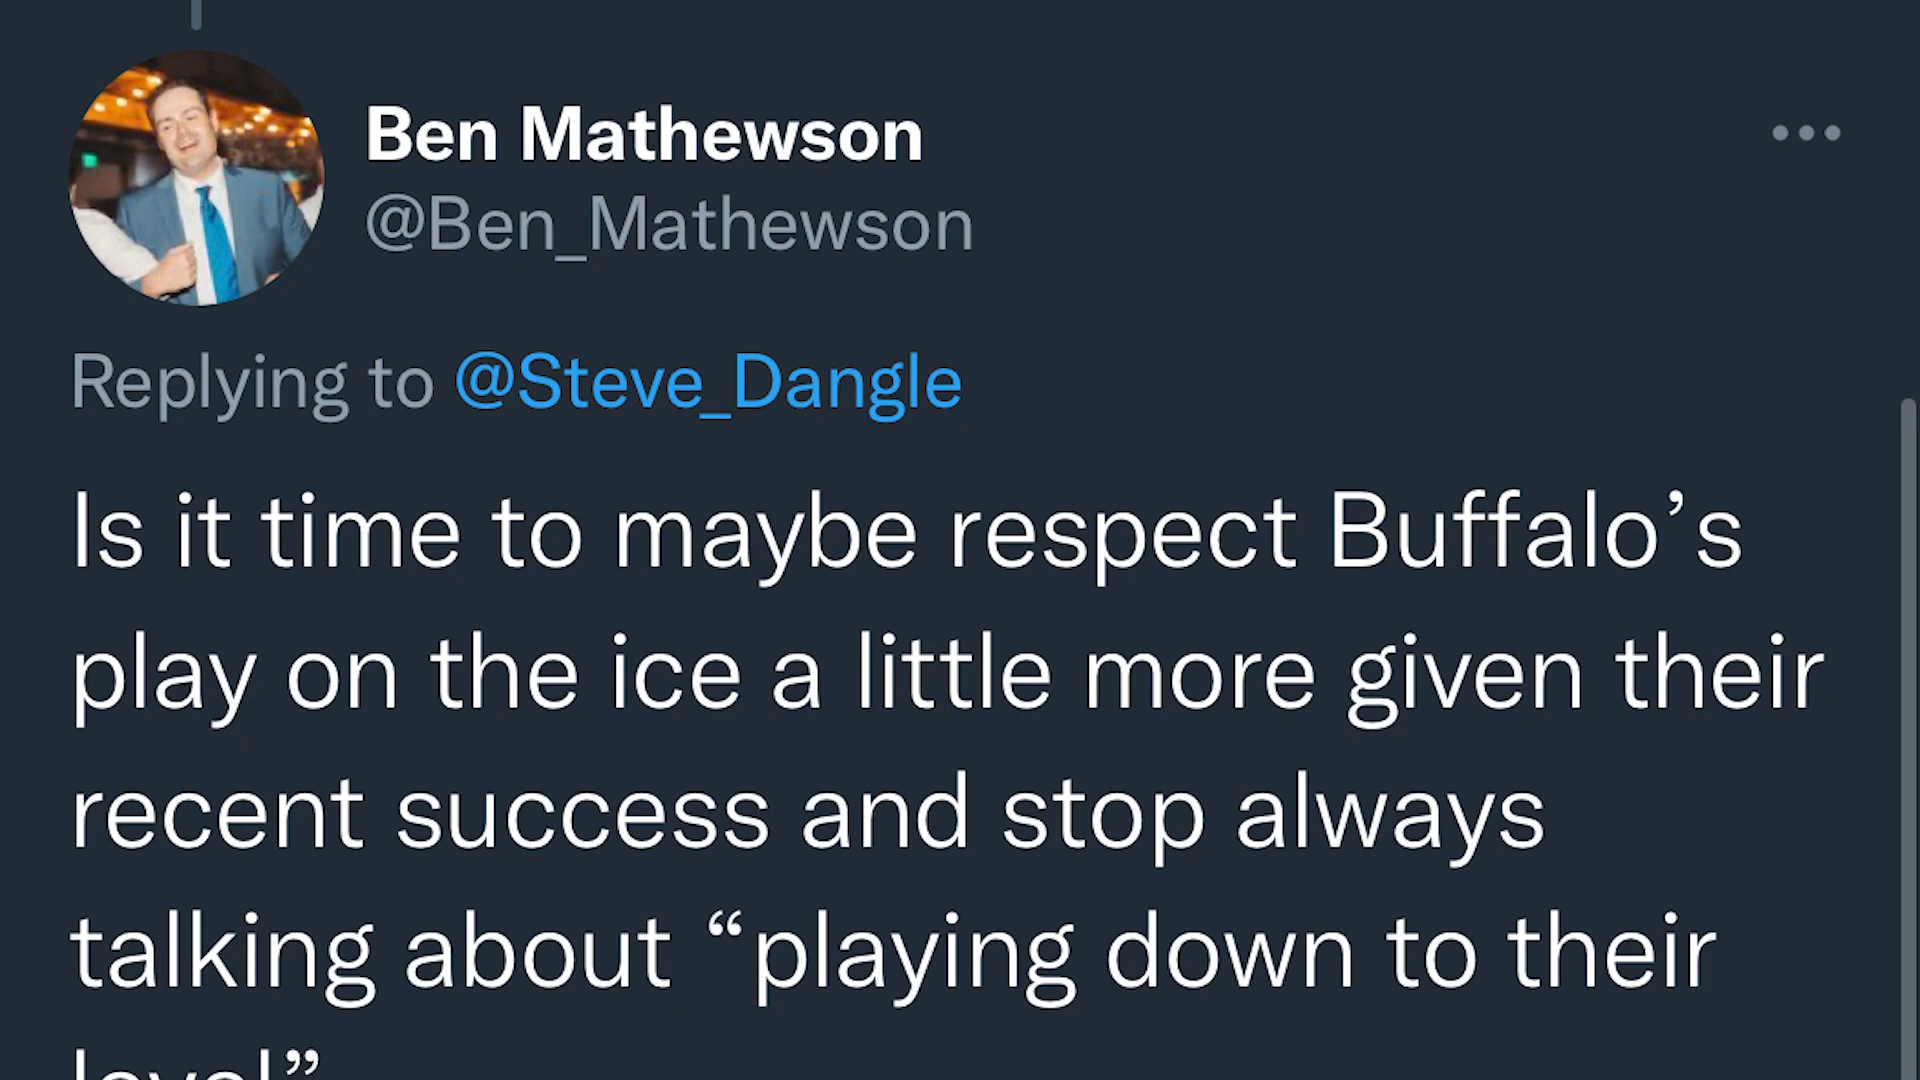 Ben Mathewson
@Ben_Mathewson
Replying to @Steve_Dangle
Is it time to maybe respect Buffalo’s
play on the ice a little more given their
recent success and stop always
talking about “playing down to their
level”